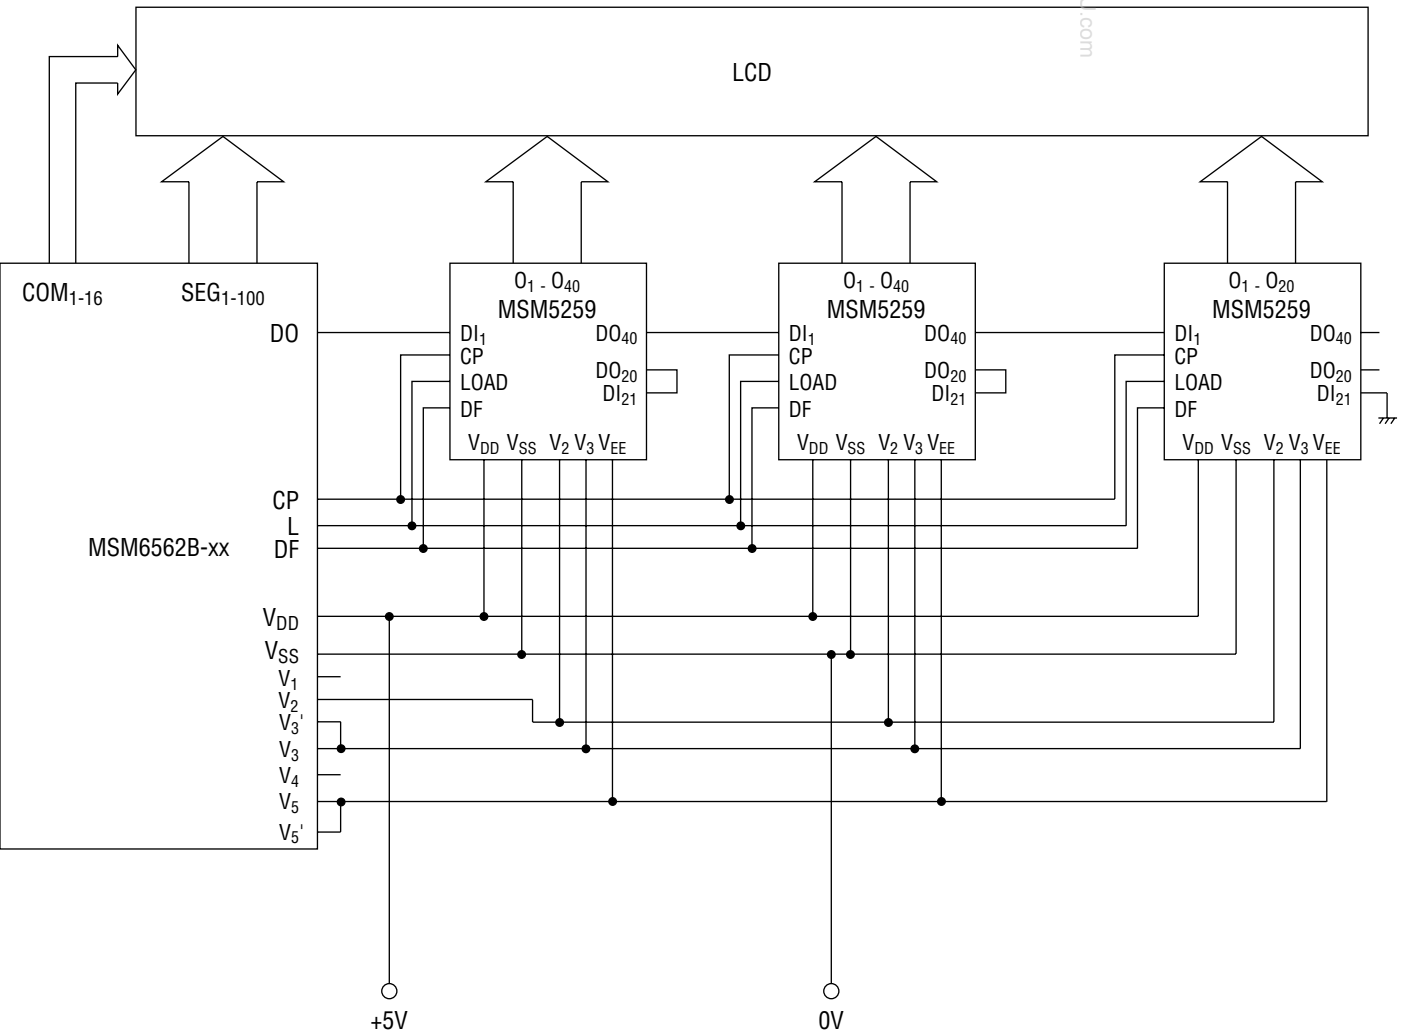 J.com
LCD
COM1-16 SEG1-100
DO
CP
L
MSM6562B-xx
DF
VDD
VSS
V1
V2
V3'
V3
V4
V5
V5'
O1 - O40
MSM5259
DI1 DO40
CP
LOAD DO20
DI21
DF
VDD VSS V2 V3 VEE
O1 - O40
MSM5259
DI1 DO40
CP
LOAD DO20
DI21
DF
VDD VSS V2 V3 VEE
O1 - O20
MSM5259
DI1 DO40
CP
LOAD DO20
DI21
DF
VDD VSS V2 V3 VEE
+5V 0V